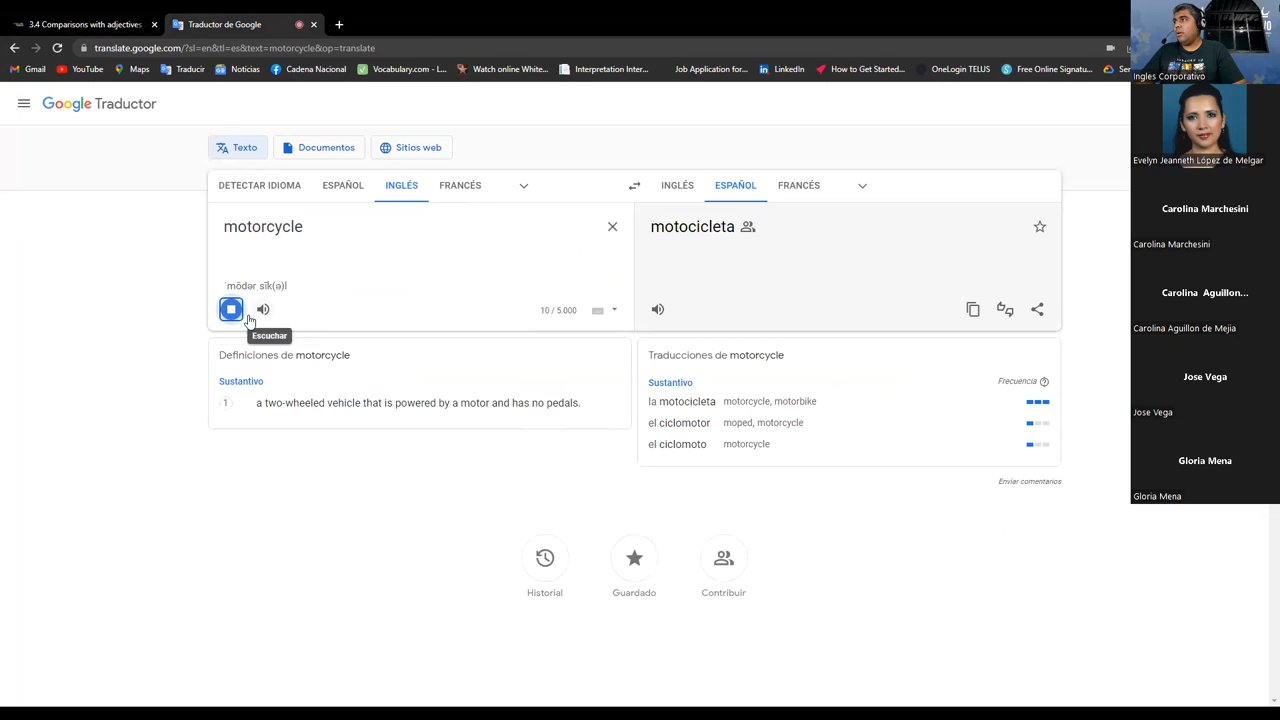 3.4 Comparisons with adjectives
Traductor de Google
translate.google.com/?sl=en&tl=es&text=motorcycle&op=translate
Gmail
YouTube
Maps
Traducir
Noticias
Cadena Nacional
Vocabulary.com - L...
Watch online White...
Interpretation Inter...
Job Application for...
LinkedIn
How to Get Started...
OneLogin TELUS
Free Online Signatu...
Ingles Corporativo
Google Traductor
Evelyn Jeanneth López de Melgar
Texto
Documentos
Sitios web
DETECTAR IDIOMA
ESPAÑOL
INGLÉS
FRANCÉS
INGLÉS
ESPAÑOL
FRANCÉS
motorcycle
motocicleta
Carolina Marchesini
Carolina Marchesini
ˈmōdərˌsīk(ə)l
10 / 5.000
Escuchar
Carolina Aguillon...
Carolina Aguillon de Mejia
Definiciones de motorcycle
Sustantivo
1 a two-wheeled vehicle that is powered by a motor and has no pedals.
Traducciones de motorcycle
Sustantivo
Frecuencia
la motocicleta motorcycle, motorbike
el ciclomotor moped, motorcycle
el ciclomoto motorcycle
Enviar comentarios
Jose Vega
Jose Vega
Gloria Mena
Gloria Mena
Historial
Guardado
Contribuir